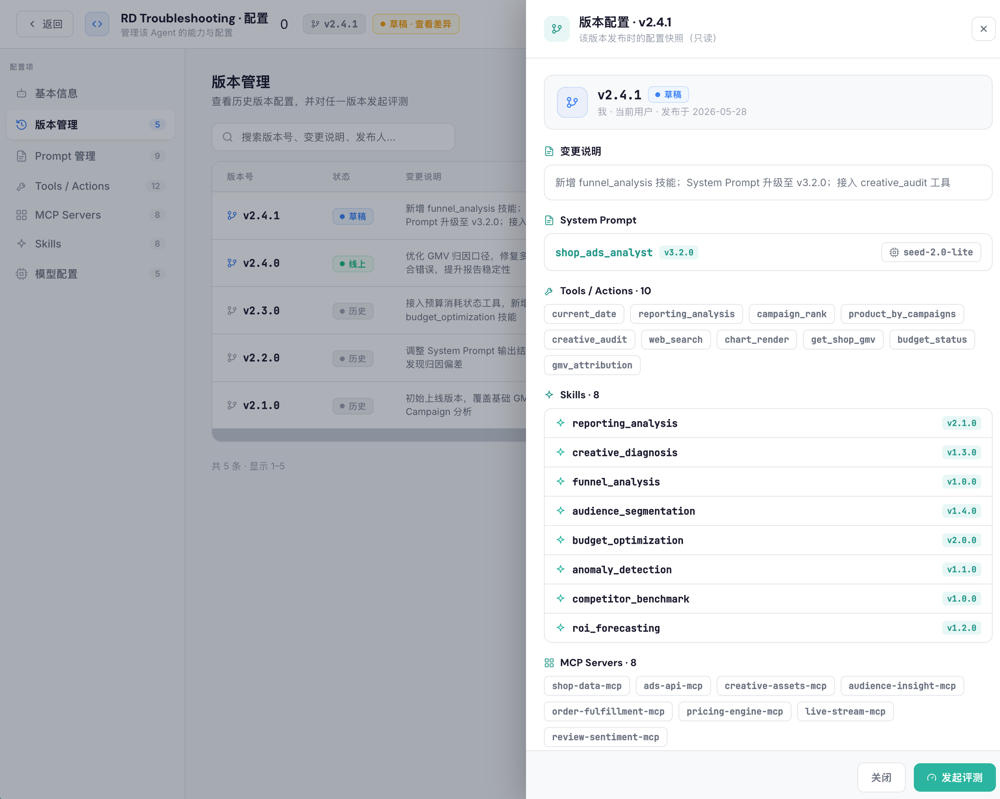 返回
RD Troubleshooting · 配置
管理该 Agent 的能力与配置
0
v2.4.1
草稿 · 查看差异
配置项
基本信息
版本管理 5
Prompt 管理 9
Tools / Actions 12
MCP Servers 8
Skills 8
模型配置 5
版本管理
查看历史版本配置，并对任一版本发起评测
搜索版本号、变更说明、发布人...
版本号 状态 变更说明
v2.4.1 草稿 新增 funnel_analysis 技能；
Prompt 升级至 v3.2.0；接入
v2.4.0 线上 优化 GMV 归因口径，修复多
合错误，提升报告稳定性
v2.3.0 历史 接入预算消耗状态工具，新增
budget_optimization 技能
v2.2.0 历史 调整 System Prompt 输出结
发现归因偏差
v2.1.0 历史 初始上线版本，覆盖基础 GM
Campaign 分析
共 5 条 · 显示 1–5
版本配置 · v2.4.1
该版本发布时的配置快照（只读）
v2.4.1 草稿
我 · 当前用户 · 发布于 2026-05-28
变更说明
新增 funnel_analysis 技能；System Prompt 升级至 v3.2.0；接入 creative_audit 工具
System Prompt
shop_ads_analyst v3.2.0 seed-2.0-lite
Tools / Actions · 10
current_date reporting_analysis campaign_rank product_by_campaigns
creative_audit web_search chart_render get_shop_gmv budget_status
gmv_attribution
Skills · 8
reporting_analysis v2.1.0
creative_diagnosis v1.3.0
funnel_analysis v1.0.0
audience_segmentation v1.4.0
budget_optimization v2.0.0
anomaly_detection v1.1.0
competitor_benchmark v1.0.0
roi_forecasting v1.2.0
MCP Servers · 8
shop-data-mcp ads-api-mcp creative-assets-mcp audience-insight-mcp
order-fulfillment-mcp pricing-engine-mcp live-stream-mcp
review-sentiment-mcp
关闭 发起评测